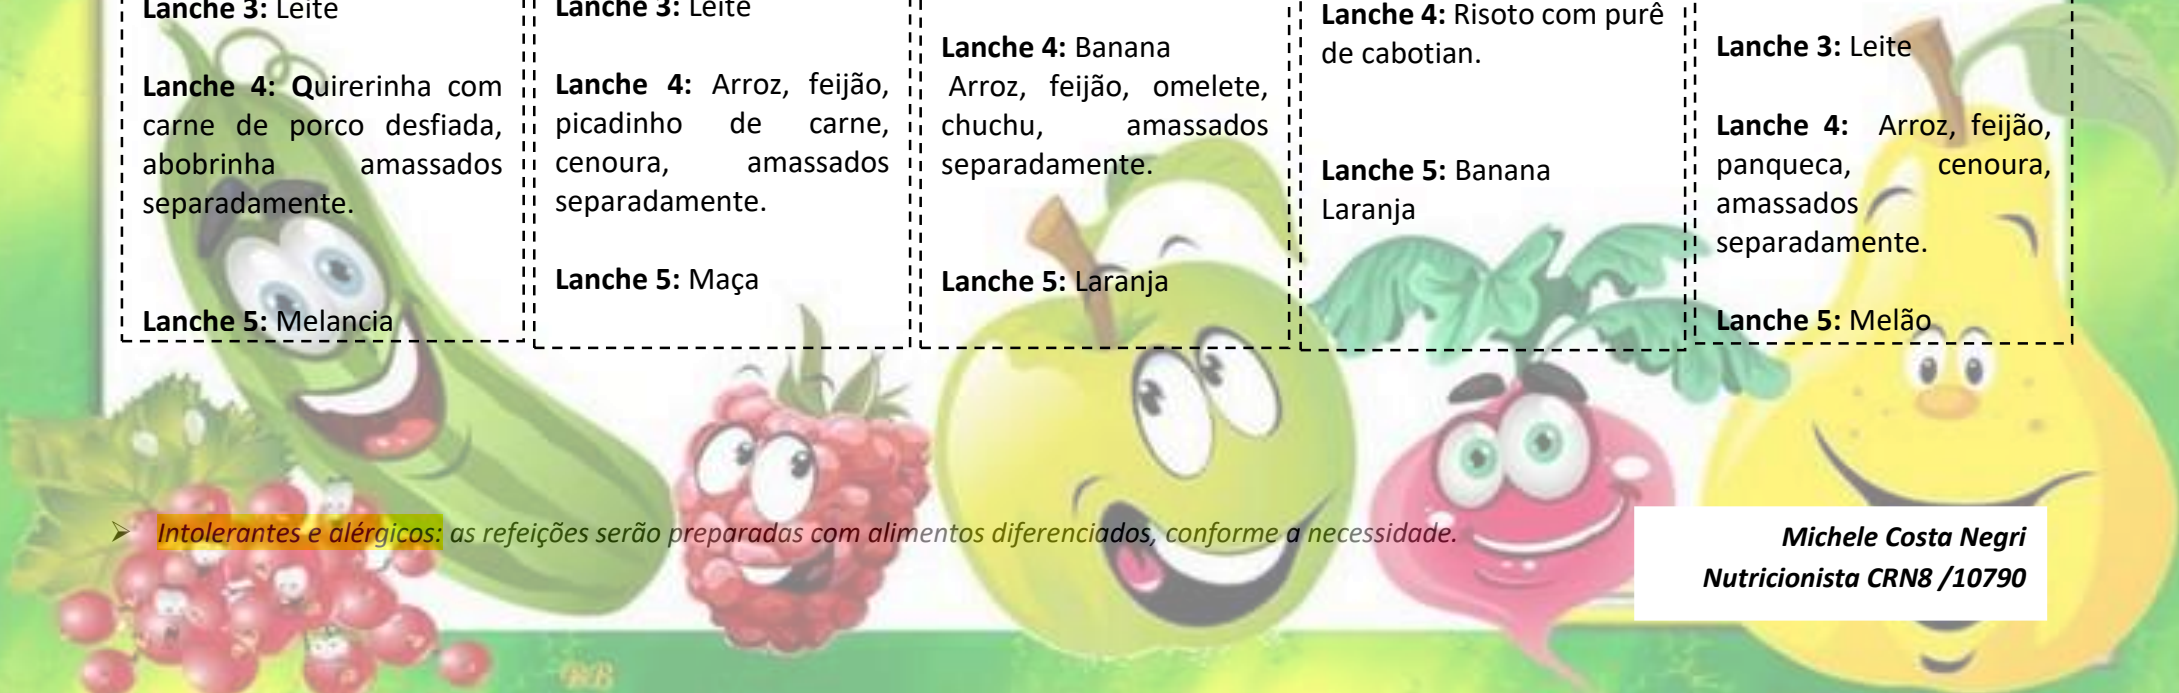 Lanche 3: Leite
Lanche 4: Quirerinha com
carne de porco desfiada,
abobrinha amassados
separadamente.
Lanche 5: Melancia
Lanche 3: Leite
Lanche 4: Arroz, feijão,
picadinho de carne,
cenoura, amassados
separadamente.
Lanche 5: Maça
Lanche 4: Banana
Arroz, feijão, omelete,
chuchu, amassados
separadamente.
Lanche 5: Laranja
Lanche 4: Risoto com purê
de cabotian.
Lanche 5: Banana
Laranja
Lanche 3: Leite
Lanche 4: Arroz, feijão,
panqueca, cenoura,
amassados
separadamente.
Lanche 5: Melão
➢ Intolerantes e alérgicos: as refeições serão preparadas com alimentos diferenciados, conforme a necessidade.
Michele Costa Negri
Nutricionista CRN8 /10790